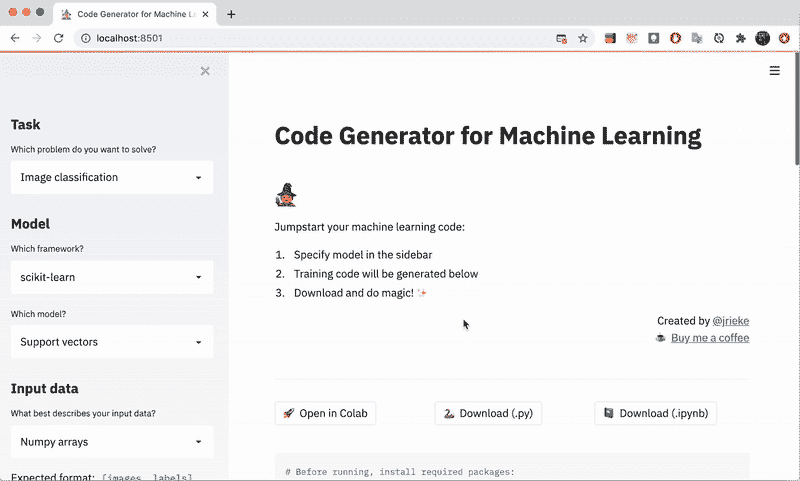 Code Generator for Machine Le
localhost:8501
Task
Which problem do you want to solve?
Image classification
Model
Which framework?
scikit-learn
Which model?
Support vectors
Input data
What best describes your input data?
Numpy arrays
Expected format: [images, labels]
Code Generator for Machine Learning
Jumpstart your machine learning code:
1. Specify model in the sidebar
2. Training code will be generated below
3. Download and do magic! ✨
Created by @jrieke
☕ Buy me a coffee
🚀 Open in Colab
🐍 Download (.py)
📓 Download (.ipynb)
# Before running, install required packages: